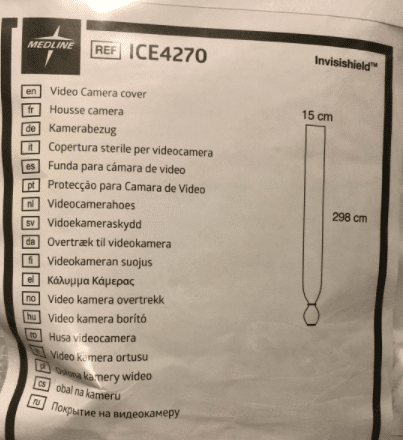 MEDLINE
REF ICE4270
Invisishield™
en Video Camera cover
fr Housse camera
de Kamerabezug
it Copertura sterile per videocamera
es Funda para cámara de video
pt Protecção para Camara de Video
nl Videocamerahoes
sv Vidoekameraskydd
da Overtræk til videokamera
fi Videokameran suojus
el Κάλυμμα Κάμερας
no Video kamera overtrekk
hu Video kamera borító
ro Husa videocamera
Video kamera ortusu
pl Osłona kamery wideo
cs obal na kameru
ru Покрытие на видеокамеру
15 cm
298 cm